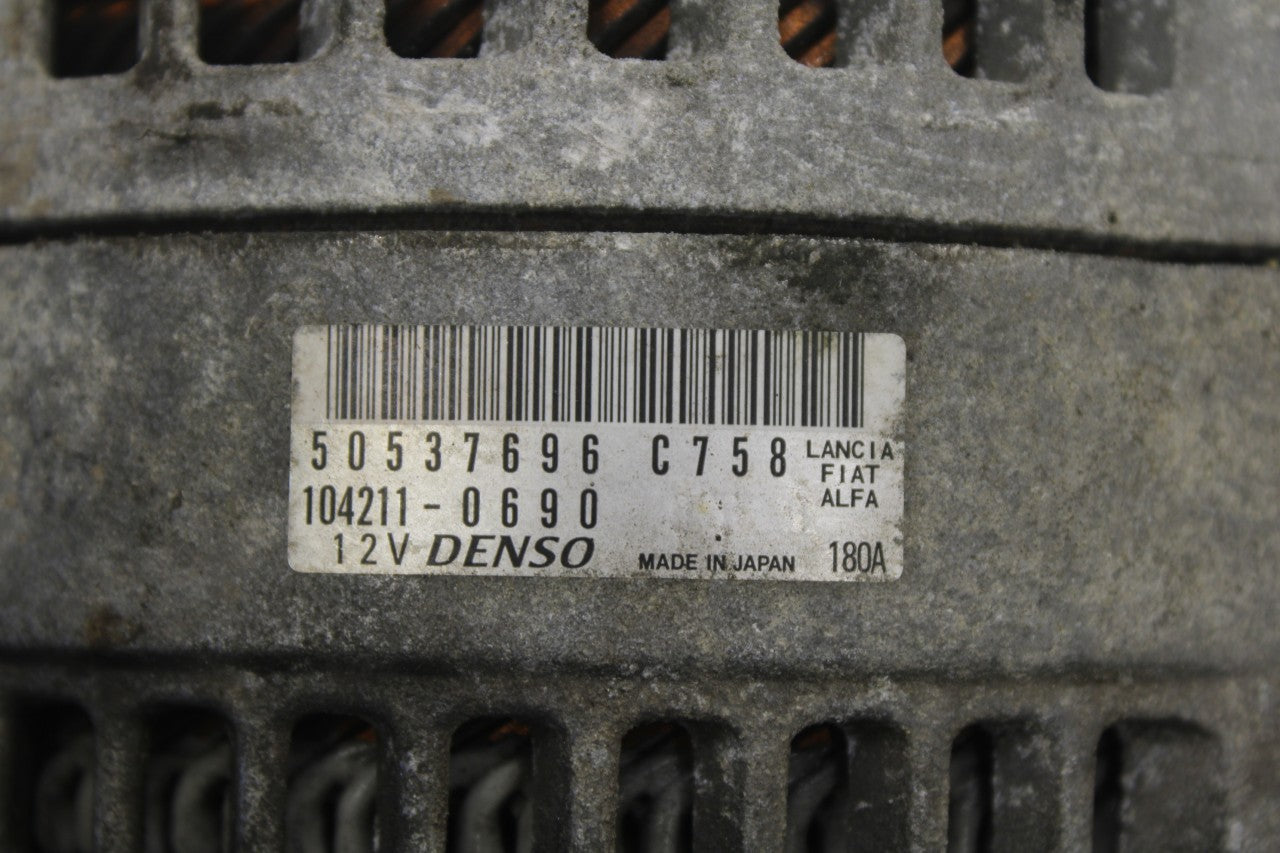 50537696 C758 LANCIA
FIAT
104211-0690 ALFA
12V DENSO MADE IN JAPAN 180A